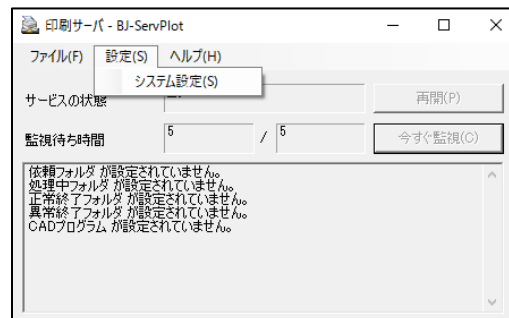 印刷サーバ - BJ-ServPlot
ファイル(F) 設定(S) ヘルプ(H)
システム設定(S)
サービスの状態 再開(P)
監視待ち時間 5 / 5 今すぐ監視(C)
依頼フォルダ が設定されていません。
処理中フォルダ が設定されていません。
正常終了フォルダ が設定されていません。
異常終了フォルダ が設定されていません。
CADプログラム が設定されていません。